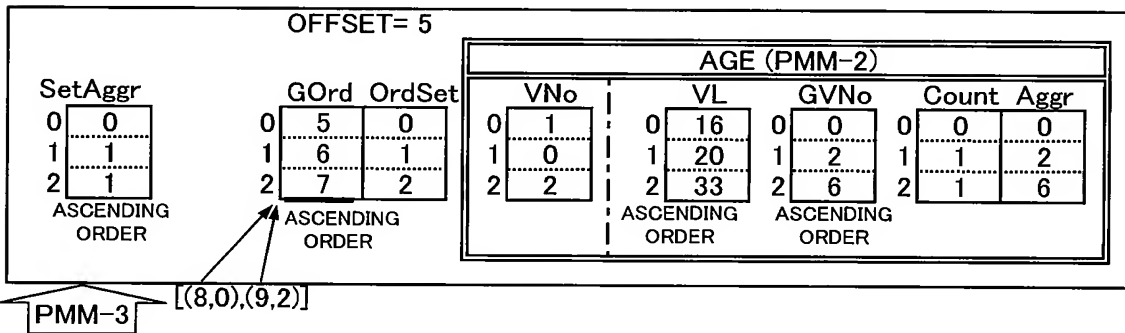 OFFSET= 5
AGE (PMM-2)
SetAggr GOrd OrdSet VNo VL GVNo Count Aggr
0 0 0 5 0 0 1 0 16 0 0 0 0 0
1 1 1 6 1 1 0 1 20 1 2 1 1 2
2 1 2 7 2 2 2 2 33 2 6 2 1 6
ASCENDING ORDER
ASCENDING ORDER
ASCENDING ORDER
ASCENDING ORDER
PMM-3
[(8,0),(9,2)]